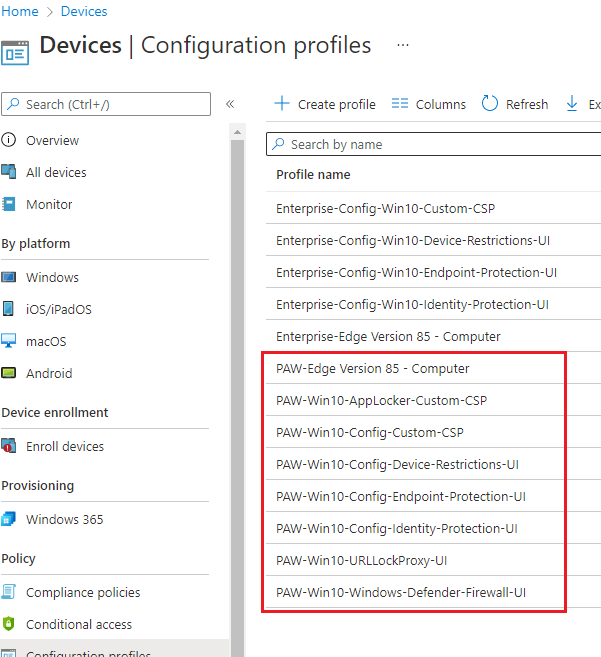 Home > Devices
Devices | Configuration profiles ...
Search (Ctrl+/)
«
Overview
All devices
Monitor
By platform
Windows
iOS/iPadOS
macOS
Android
Device enrollment
Enroll devices
Provisioning
Windows 365
Policy
Compliance policies
Conditional access
Configuration profiles
Create profile Columns Refresh Ex
Search by name
Profile name
Enterprise-Config-Win10-Custom-CSP
Enterprise-Config-Win10-Device-Restrictions-UI
Enterprise-Config-Win10-Endpoint-Protection-UI
Enterprise-Config-Win10-Identity-Protection-UI
Enterprise-Edge Version 85 - Computer
PAW-Edge Version 85 - Computer
PAW-Win10-AppLocker-Custom-CSP
PAW-Win10-Config-Custom-CSP
PAW-Win10-Config-Device-Restrictions-UI
PAW-Win10-Config-Endpoint-Protection-UI
PAW-Win10-Config-Identity-Protection-UI
PAW-Win10-URLLockProxy-UI
PAW-Win10-Windows-Defender-Firewall-UI